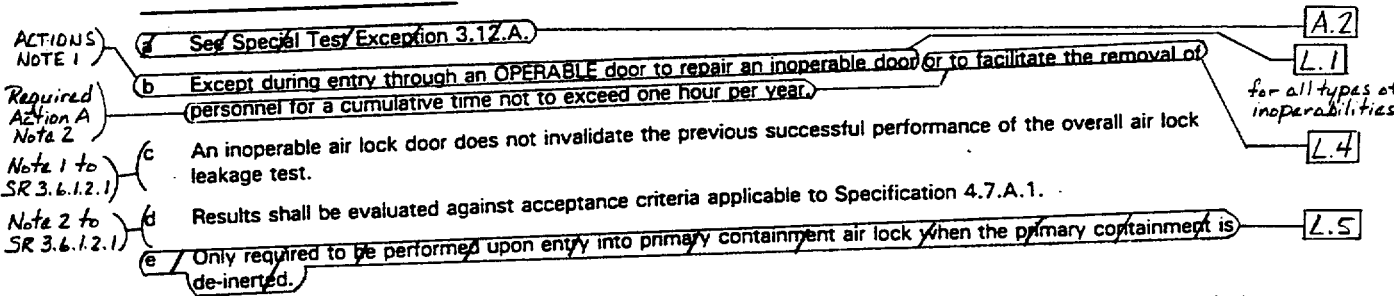 ACTIONS NOTE 1
a See Special Test Exception 3.12.A.
A.2
b Except during entry through an OPERABLE door to repair an inoperable door or to facilitate the removal of
L.1
for all types of inoperabilities
Required Action A Note 2
personnel for a cumulative time not to exceed one hour per year.
L.4
Note 1 to SR 3.6.1.2.1
c An inoperable air lock door does not invalidate the previous successful performance of the overall air lock
leakage test.
Note 2 to SR 3.6.1.2.1
d Results shall be evaluated against acceptance criteria applicable to Specification 4.7.A.1.
e Only required to be performed upon entry into primary containment air lock when the primary containment is
L.5
de-inerted.